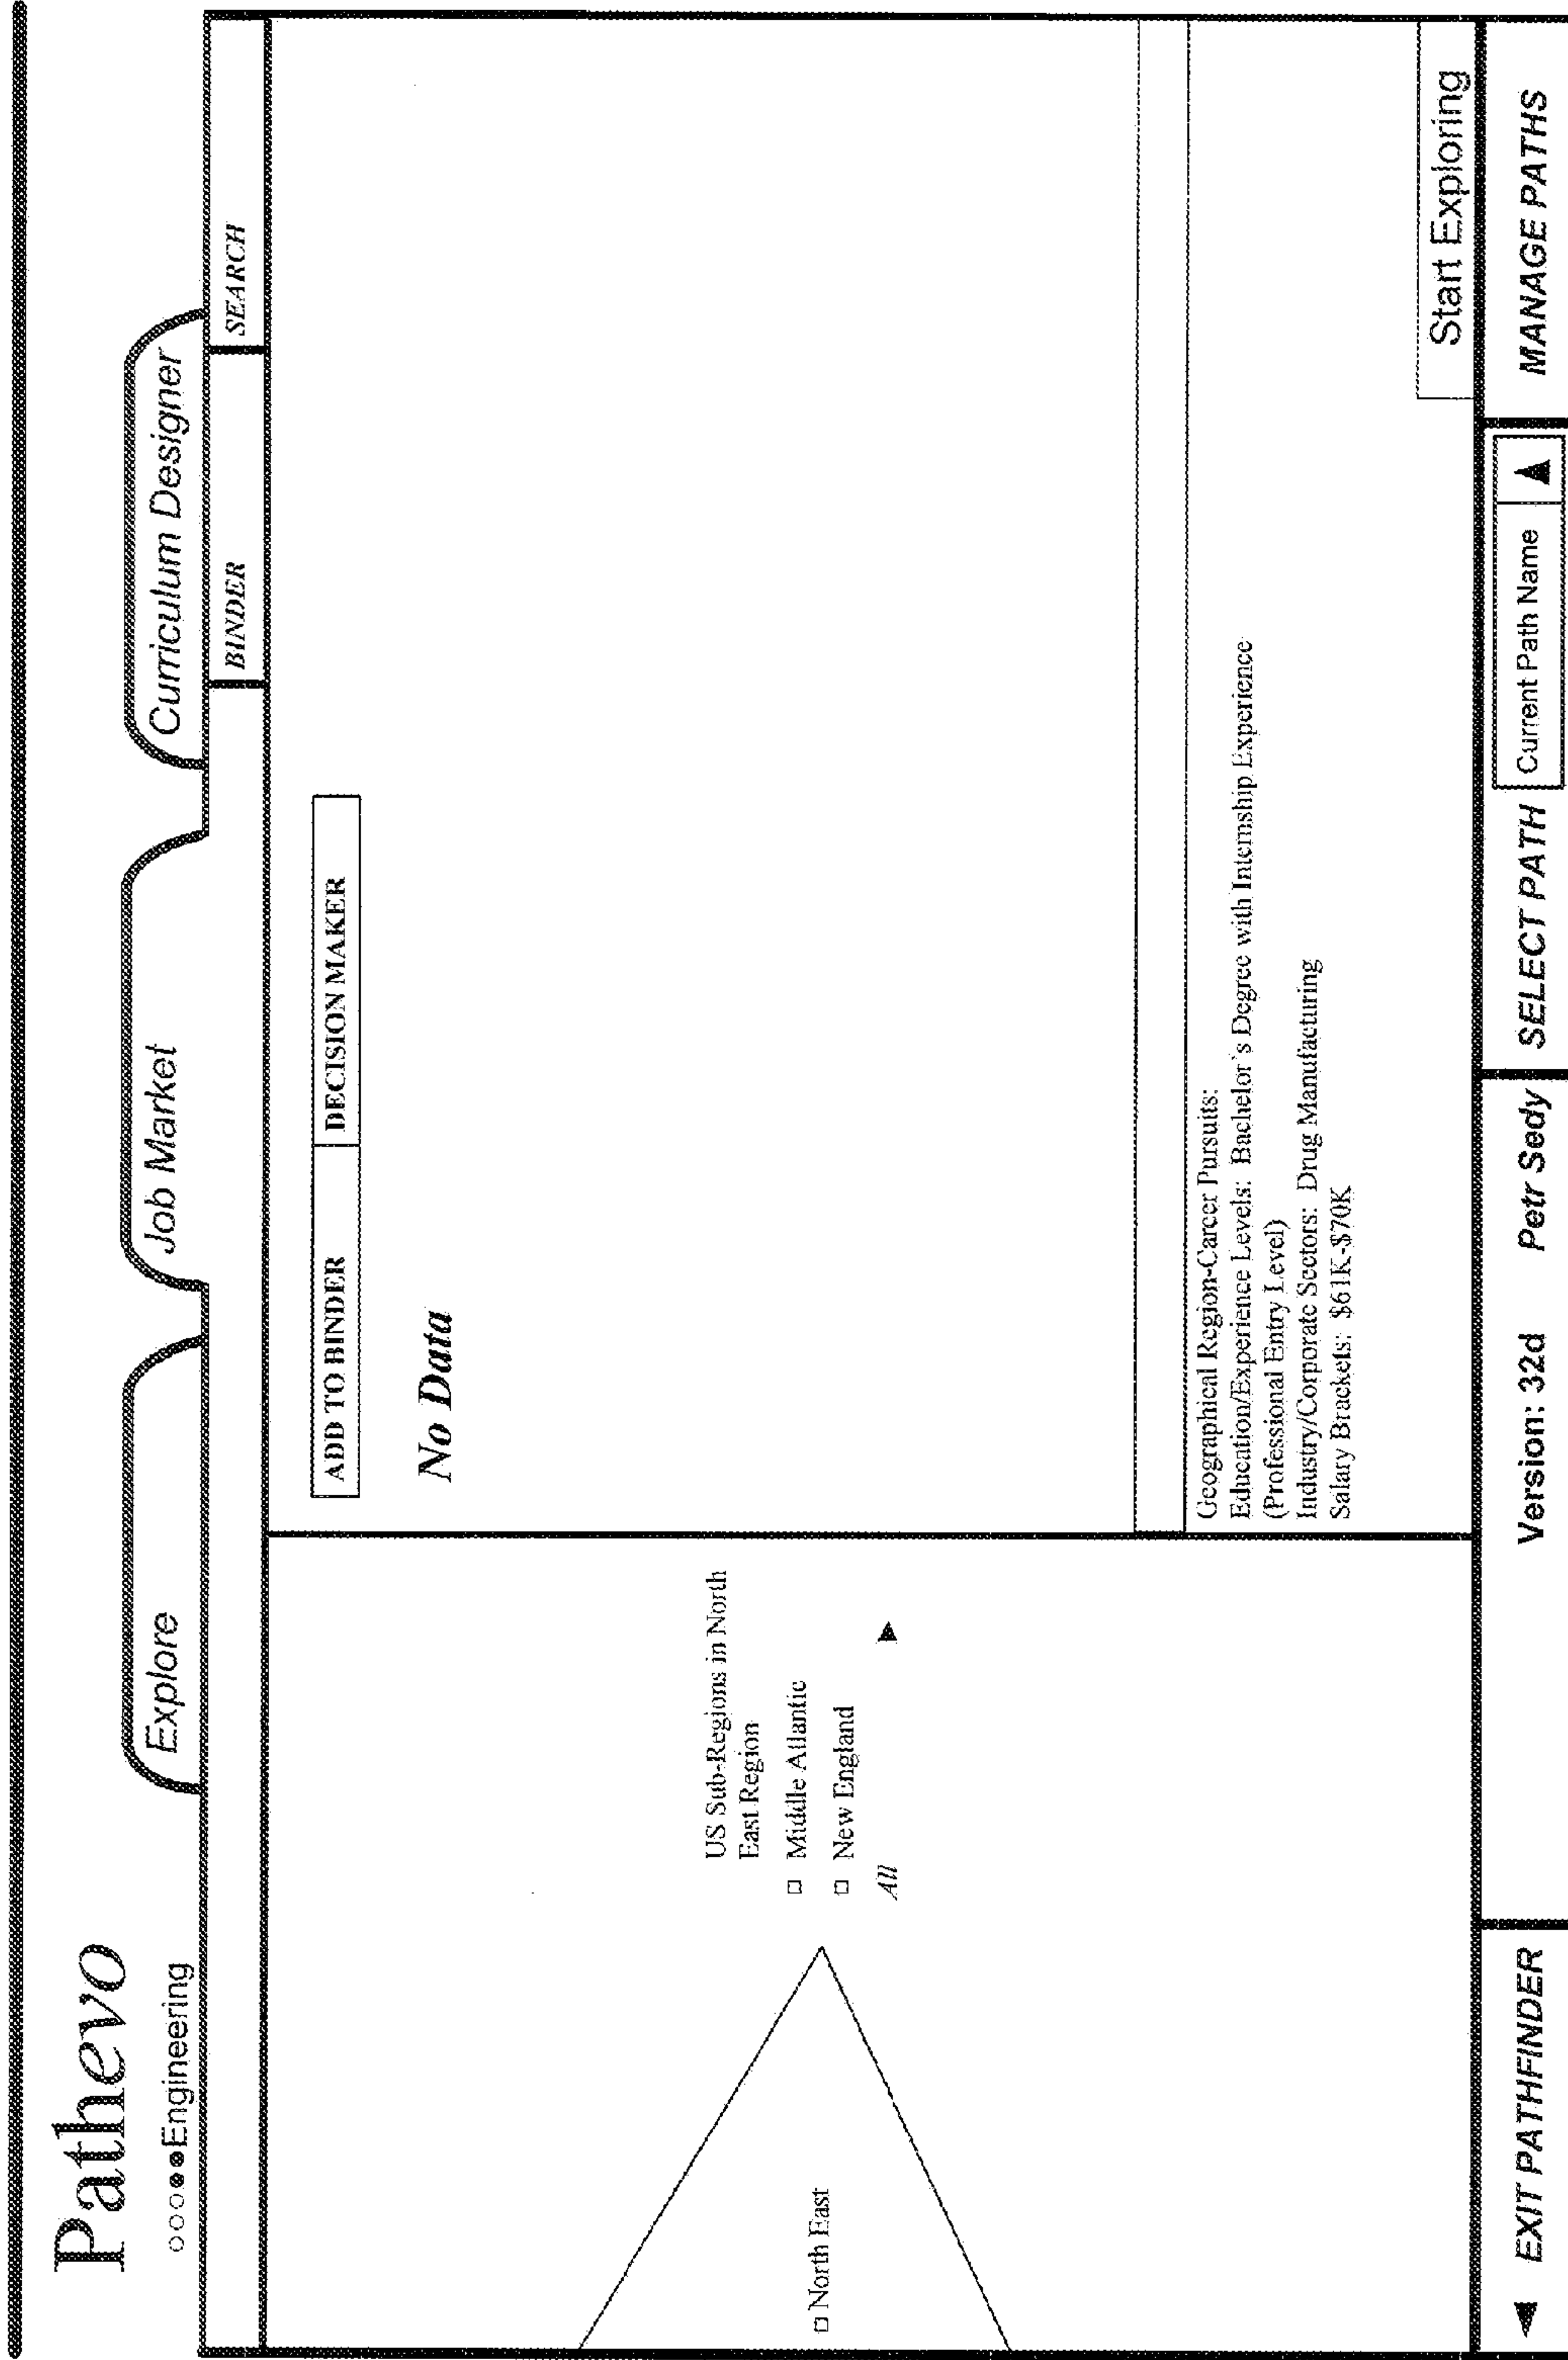 Pathevo
○○○●●Engineering
Explore
Job Market
Curriculum Designer
BINDER
SEARCH
North East
US Sub-Regions in North
East Region
Middle Atlantic
New England
All
ADD TO BINDER
DECISION MAKER
No Data
Geographical Region-Career Pursuits:
Education/Experience Levels: Bachelor's Degree with Internship Experience
(Professional Entry Level)
Industry/Corporate Sectors: Drug Manufacturing
Salary Brackets: $61K-$70K
Start Exploring
EXIT PATHFINDER
Version: 32d
Petr Sedy
SELECT PATH
Current Path Name
MANAGE PATHS